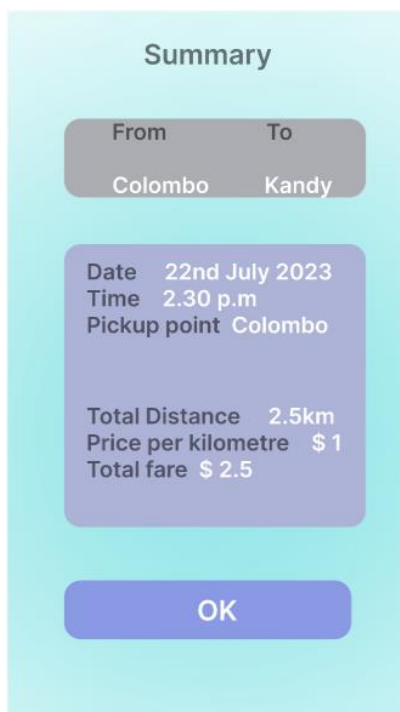 Summary
From To
Colombo Kandy
Date 22nd July 2023
Time 2.30 p.m
Pickup point Colombo
Total Distance 2.5km
Price per kilometre $ 1
Total fare $ 2.5
OK